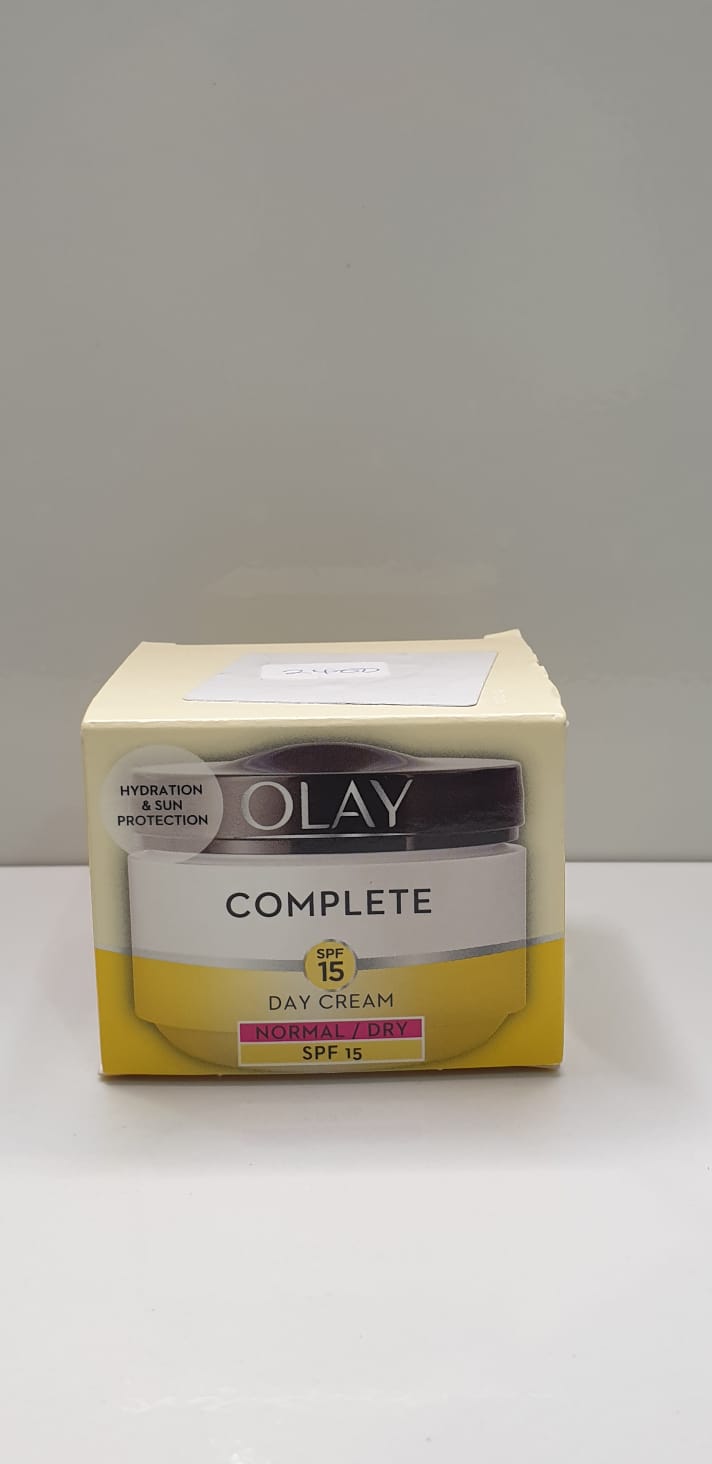 HYDRATION
& SUN
PROTECTION
OLAY
COMPLETE
SPF
15
DAY CREAM
NORMAL / DRY
SPF 15